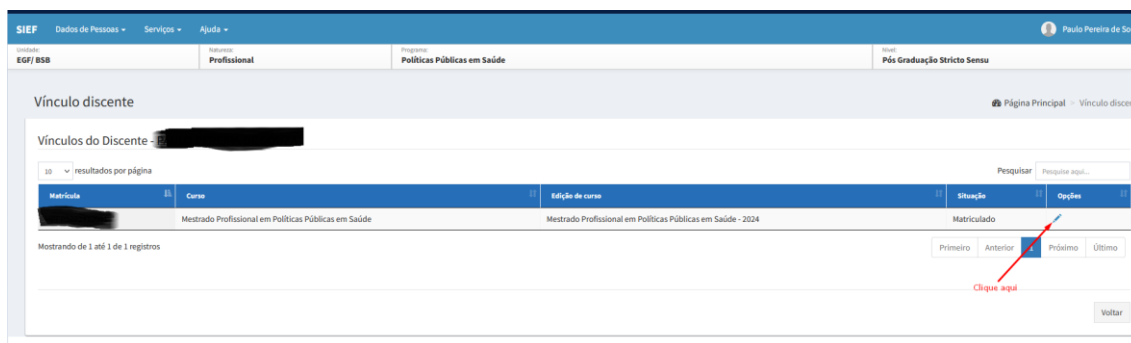 SIEF Dados de Pessoas Serviços Ajuda Paulo Pereira de So
Unidade: Natureza: Programa: Nível:
EGF/ BSB Profissional Políticas Públicas em Saúde Pós Graduação Stricto Sensu
Vínculo discente Página Principal > Vínculo discen
Vínculos do Discente -
10 resultados por página Pesquisar Pesquise aqui...
Matrícula Curso Edição de curso Situação Opções
Mestrado Profissional em Políticas Públicas em Saúde Mestrado Profissional em Políticas Públicas em Saúde - 2024 Matriculado
Mostrando de 1 até 1 de 1 registros Primeiro Anterior 1 Próximo Último
Clique aqui
Voltar